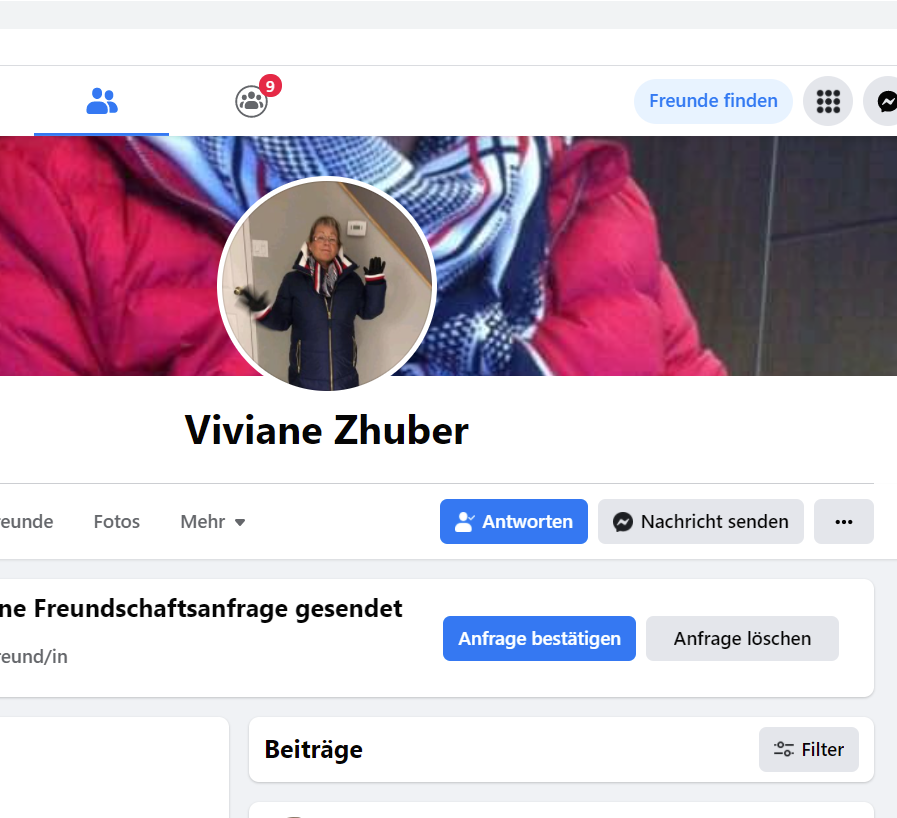 9
Freunde finden
Viviane Zhuber
eunde
Fotos
Mehr
Antworten
Nachricht senden
ne Freundschaftsanfrage gesendet
eund/in
Anfrage bestätigen
Anfrage löschen
Beiträge
Filter